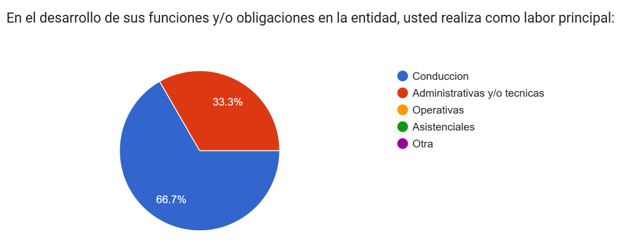 En el desarrollo de sus funciones y/o obligaciones en la entidad, usted realiza como labor principal:
33.3%
66.7%
Conduccion
Administrativas y/o tecnicas
Operativas
Asistenciales
Otra